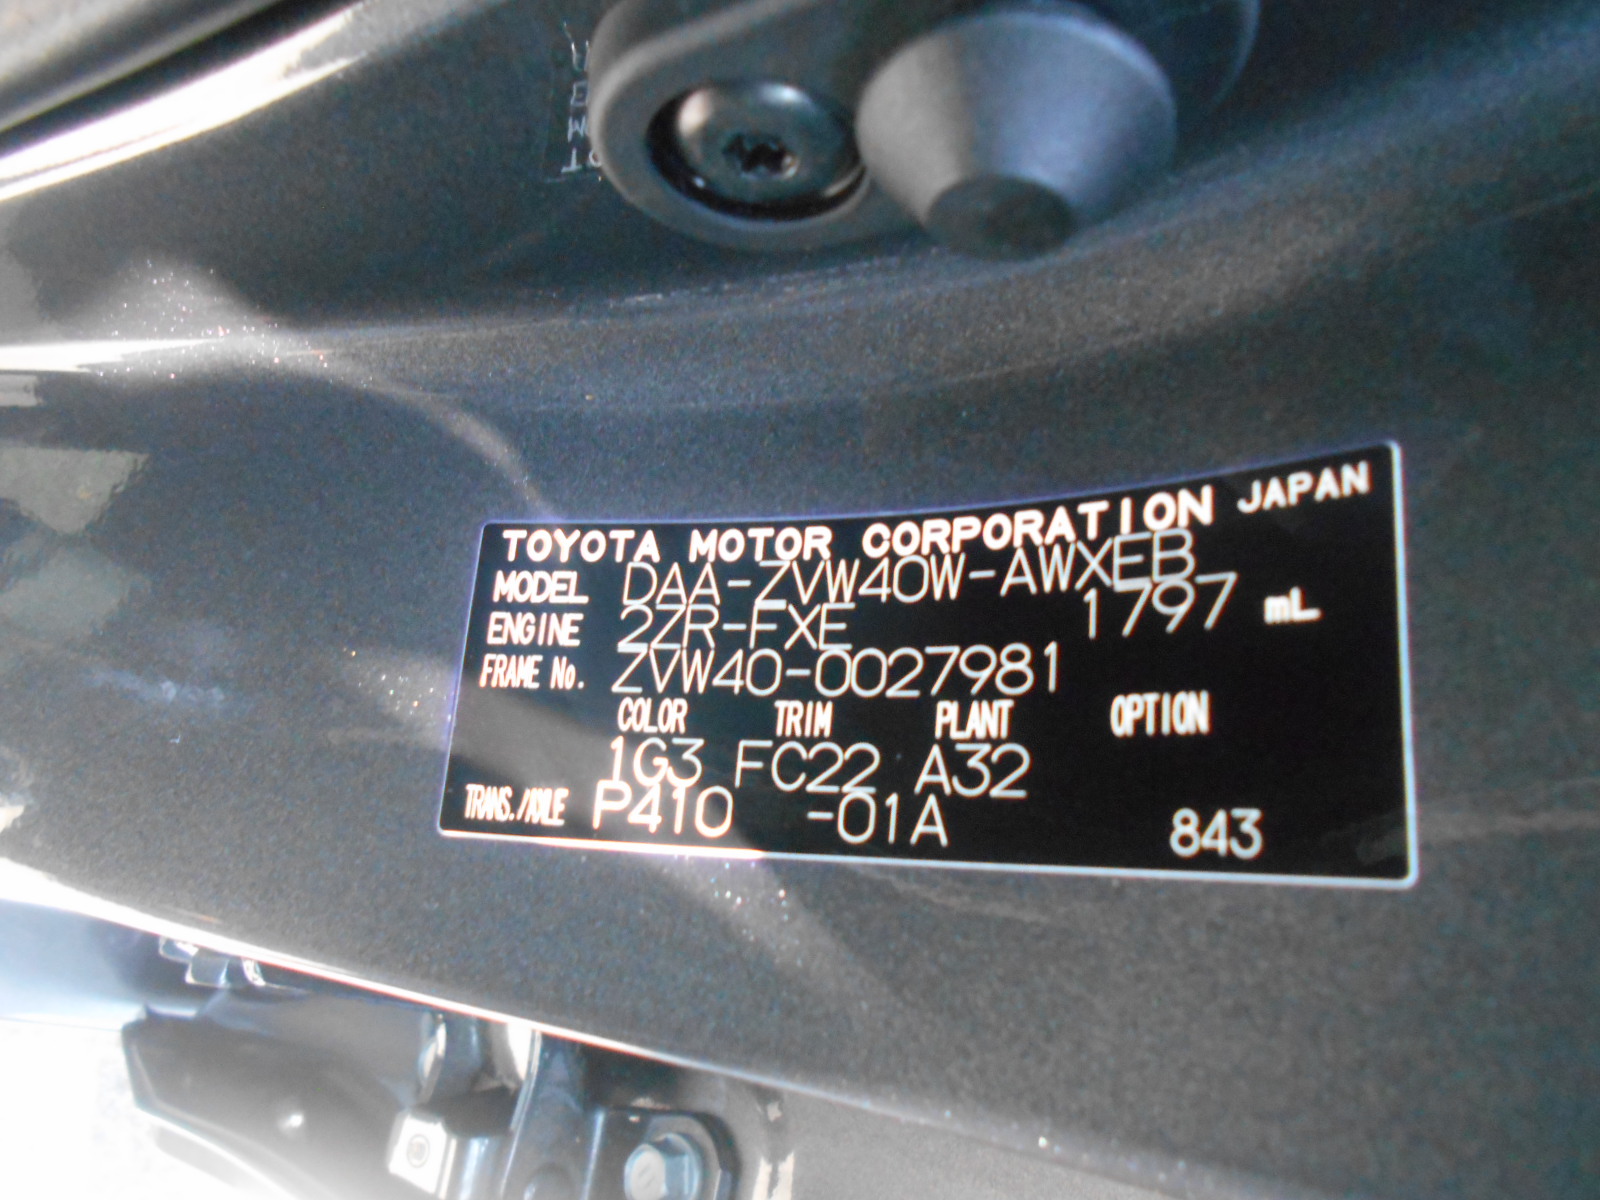 TOYOTA MOTOR CORPORATION JAPAN
MODEL DAA-ZVW40W-AWXEB
ENGINE 2ZR-FXE 1797 mL
FRAME No. ZVW40-0027981
COLOR TRIM PLANT OPTION
1G3 FC22 A32
TRANS./AXLE P410 -01A 843